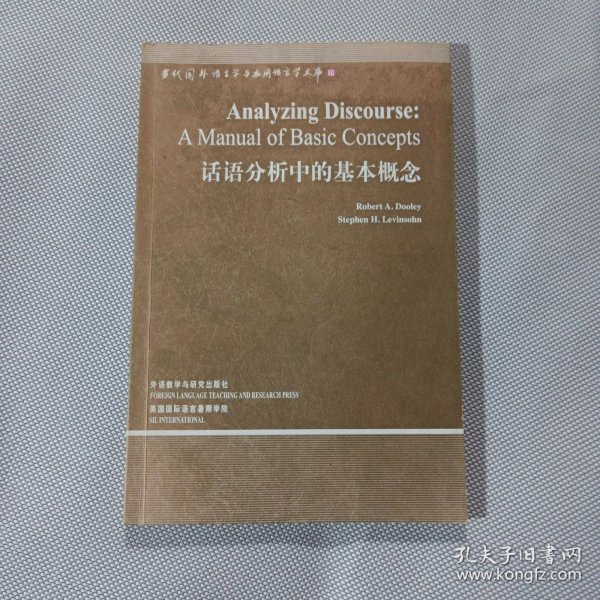 当代国外语言学与应用语言学文库
Analyzing Discourse:
A Manual of Basic Concepts
话语分析中的基本概念
Robert A. Dooley
Stephen H. Levinsohn
外语教学与研究出版社
FOREIGN LANGUAGE TEACHING AND RESEARCH PRESS
美国国际语言暑期学院
SIL INTERNATIONAL
孔夫子旧书网
www.kongfz.com